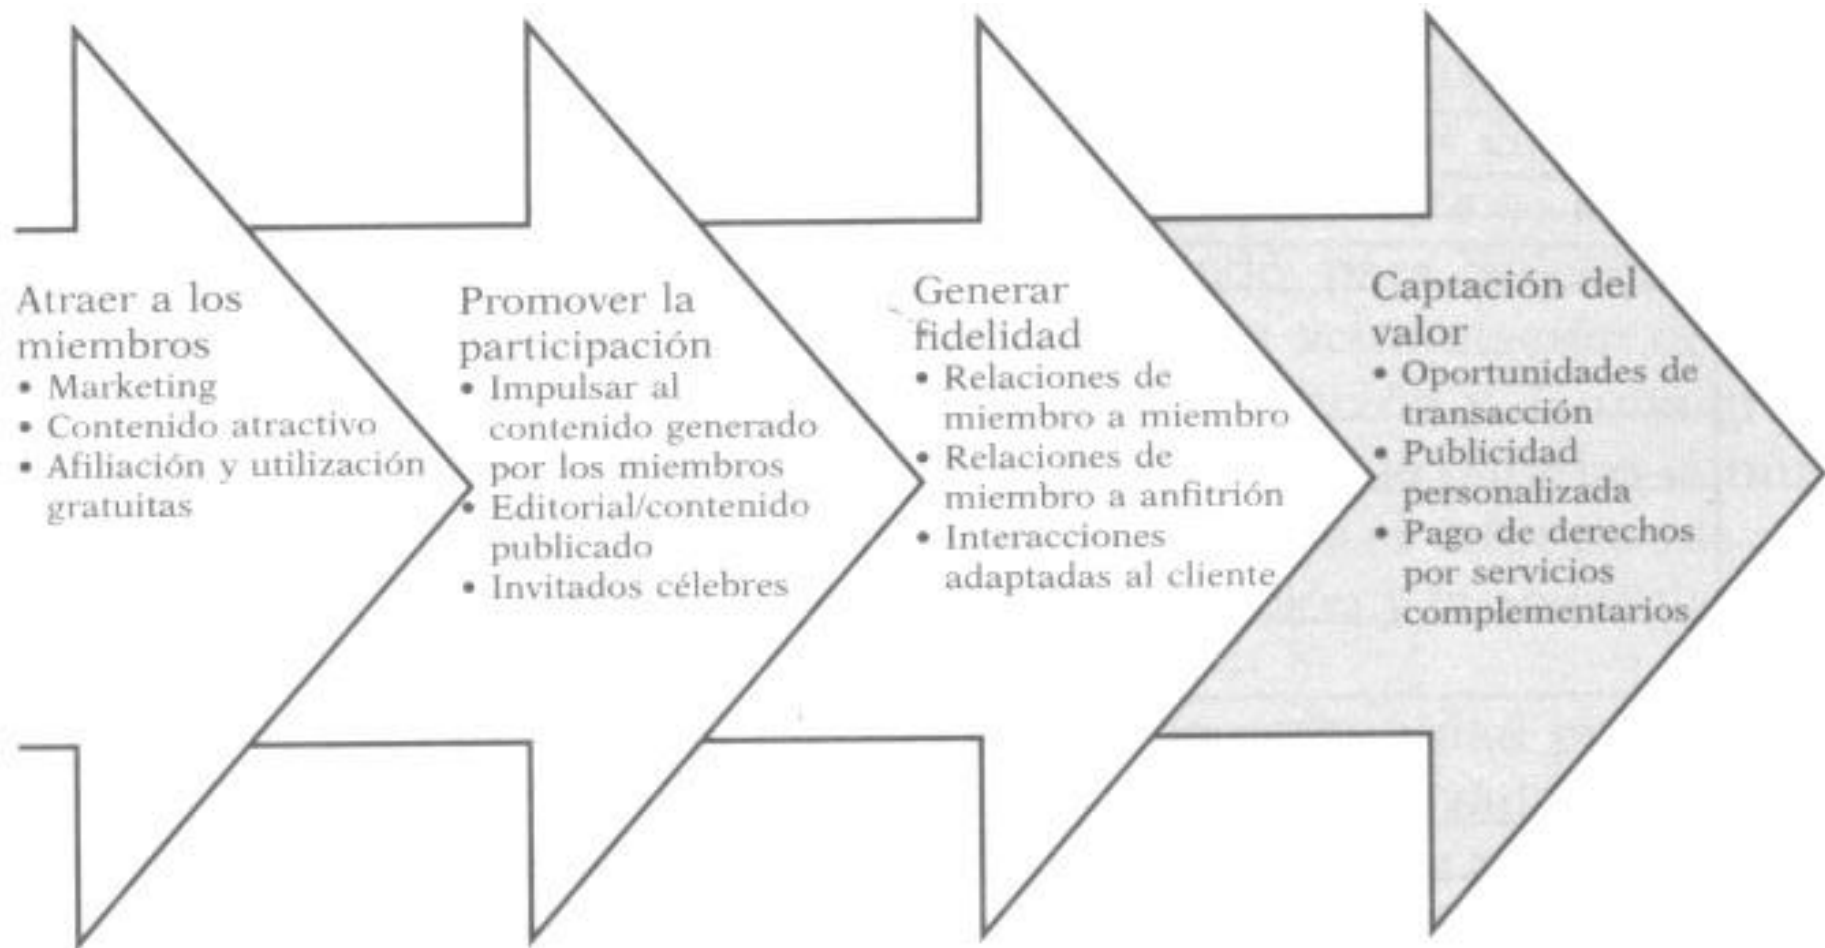 Atraer a los
miembros
• Marketing
• Contenido atractivo
• Afiliación y utilización
gratuitas
Promover la
participación
• Impulsar al
contenido generado
por los miembros
• Editorial/contenido
publicado
• Invitados célebres
Generar
fidelidad
• Relaciones de
miembro a miembro
• Relaciones de
miembro a anfitrión
• Interacciones
adaptadas al cliente
Captación del
valor
• Oportunidades de
transacción
• Publicidad
personalizada
• Pago de derechos
por servicios
complementarios